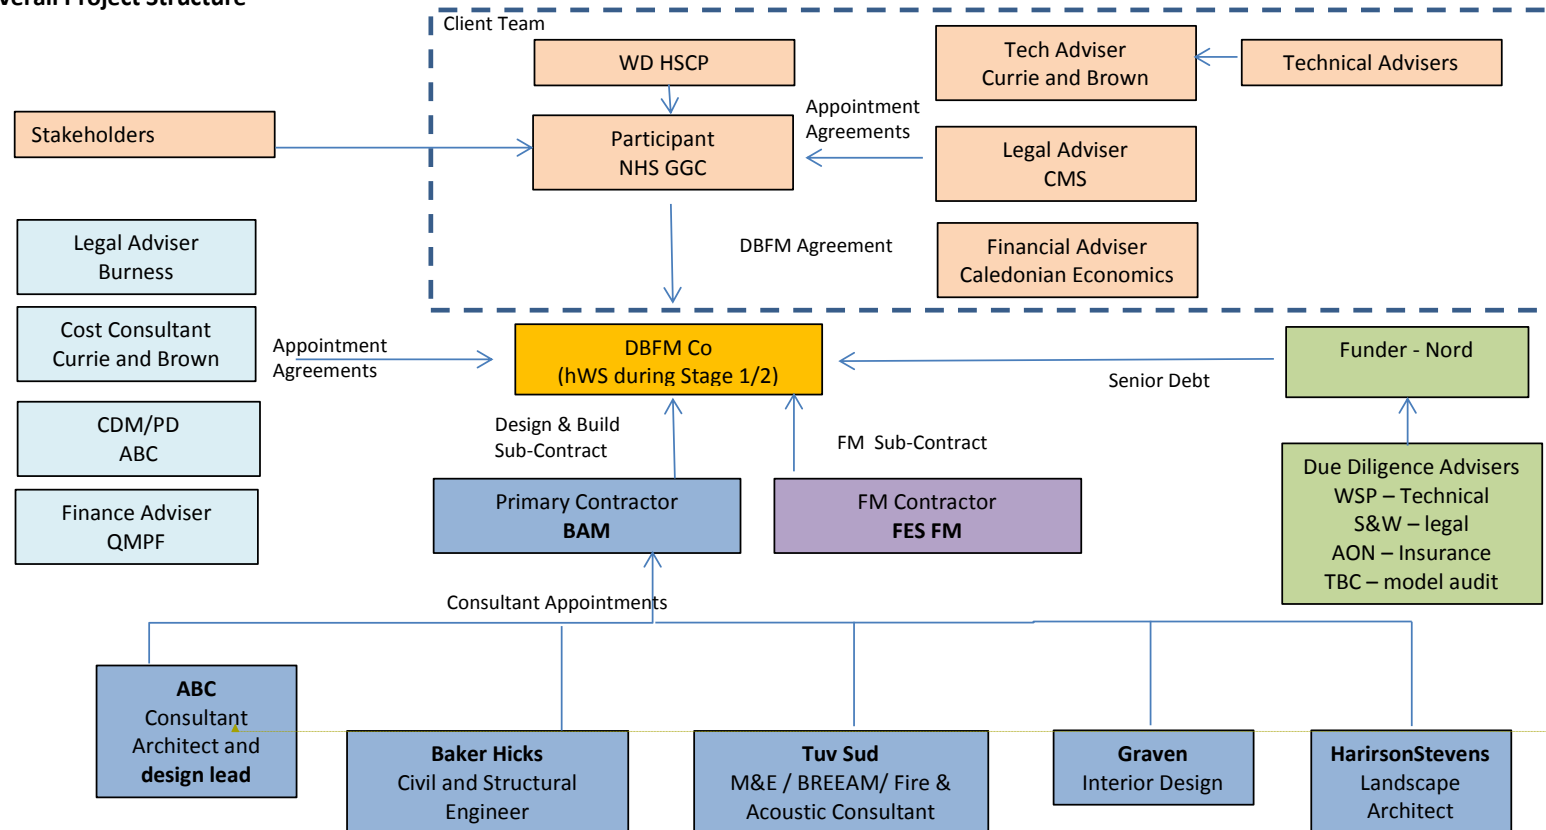 verall Project Structure
Client Team
WD HSCP
Tech Adviser
Currie and Brown
Technical Advisers
Appointment
Agreements
Stakeholders
Participant
NHS GGC
Legal Adviser
CMS
Legal Adviser
Burness
DBFM Agreement
Financial Adviser
Caledonian Economics
Cost Consultant
Currie and Brown
Appointment
Agreements
DBFM Co
(hWS during Stage 1/2)
Funder - Nord
Senior Debt
CDM/PD
ABC
Design & Build
Sub-Contract
FM Sub-Contract
Due Diligence Advisers
WSP – Technical
S&W – legal
AON – Insurance
TBC – model audit
Finance Adviser
QMPF
Primary Contractor
BAM
FM Contractor
FES FM
Consultant Appointments
ABC
Consultant
Architect and
design lead
Baker Hicks
Civil and Structural
Engineer
Tuv Sud
M&E / BREEAM/ Fire &
Acoustic Consultant
Graven
Interior Design
HarirsonStevens
Landscape
Architect